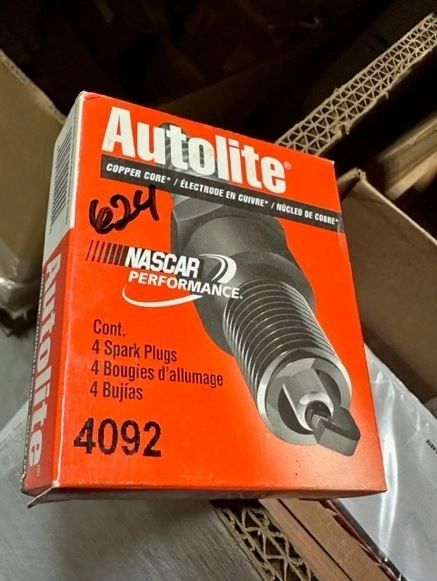 Autolite®
COPPER CORE* / ÉLECTRODE EN CUIVRE* / NÚCLEO DE COBRE*
624
NASCAR
PERFORMANCE.
Cont.
4 Spark Plugs
4 Bougies d'allumage
4 Bujías
4092
Autolite